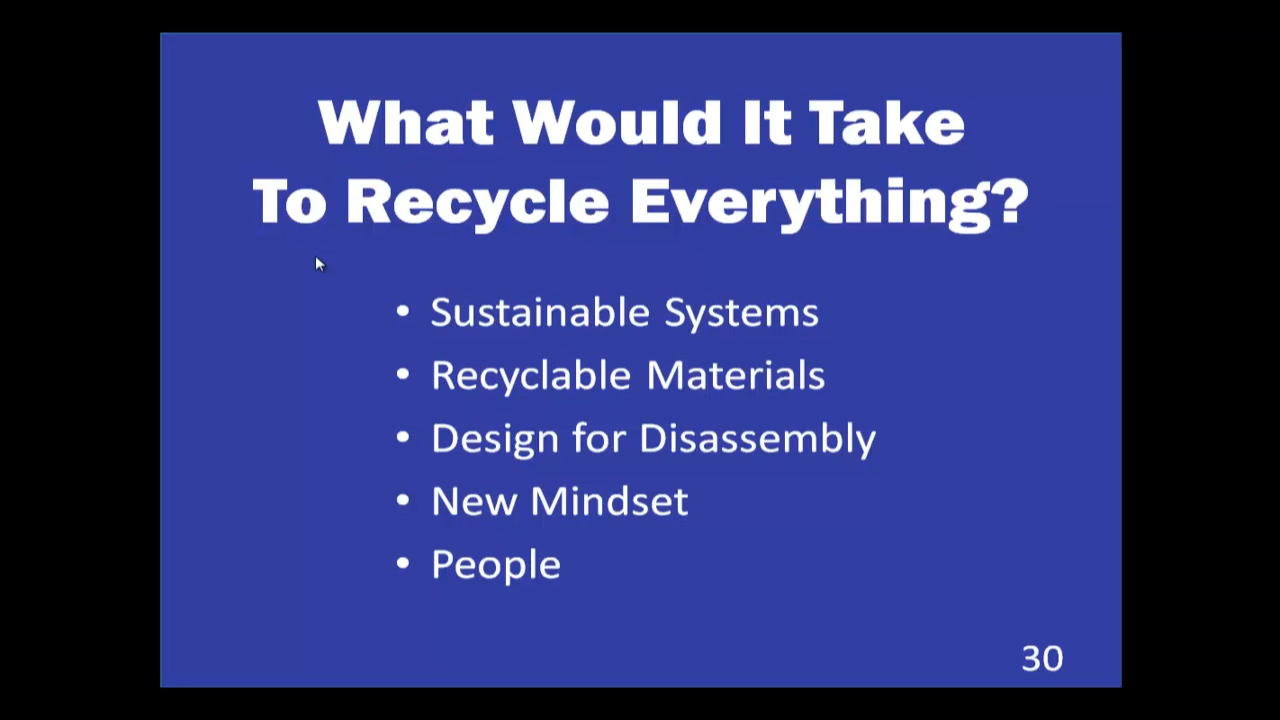 What Would It Take
To Recycle Everything?
• Sustainable Systems
• Recyclable Materials
• Design for Disassembly
• New Mindset
• People
30